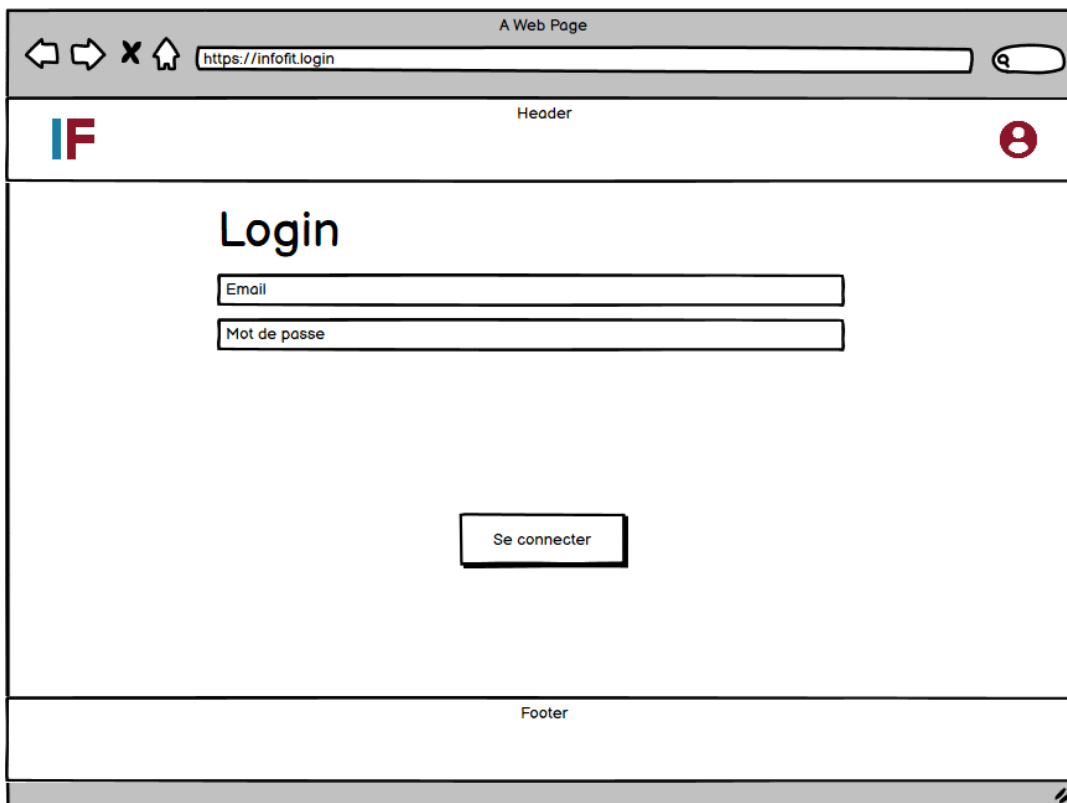 A Web Page
https://infofit.login
Header
IF
Login
Email
Mot de passe
Se connecter
Footer